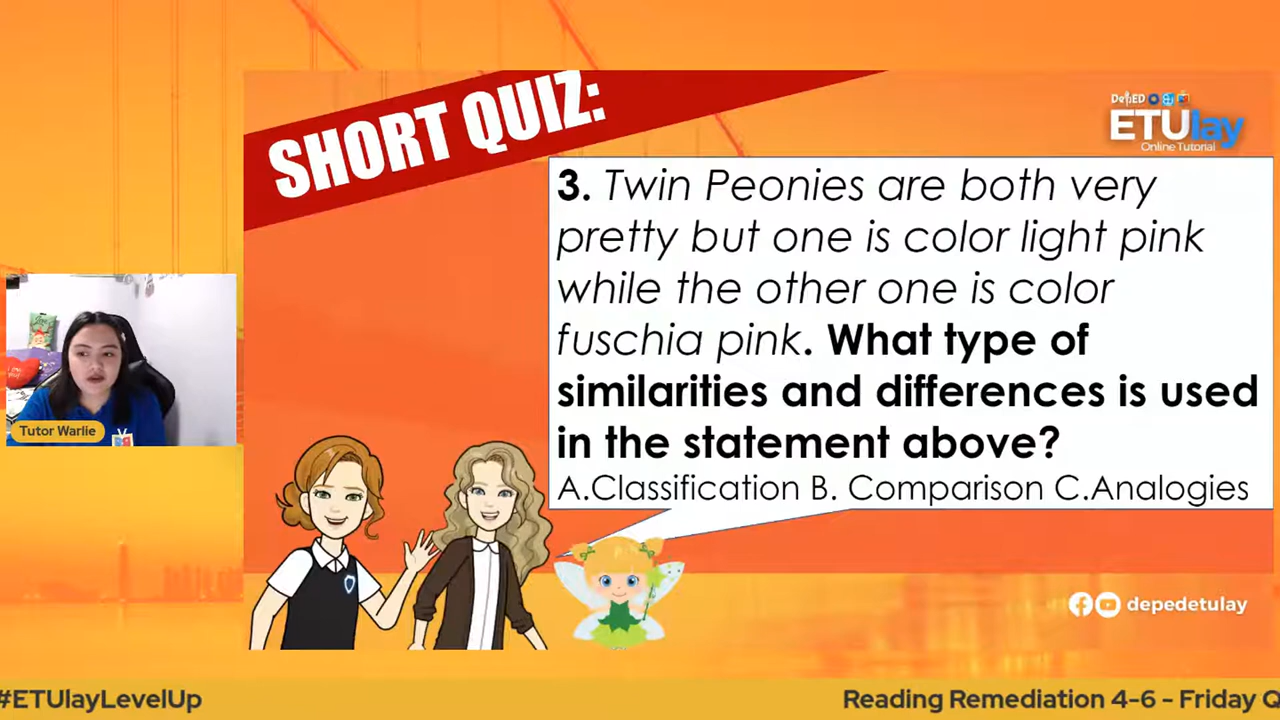 SHORT QUIZ:
DepED
ETUlay
Online Tutorial
3. Twin Peonies are both very
pretty but one is color light pink
while the other one is color
fuschia pink. What type of
similarities and differences is used
in the statement above?
A.Classification B. Comparison C.Analogies
Tutor Warlie
depedetulay
#ETUlayLevelUp
Reading Remediation 4-6 - Friday Q